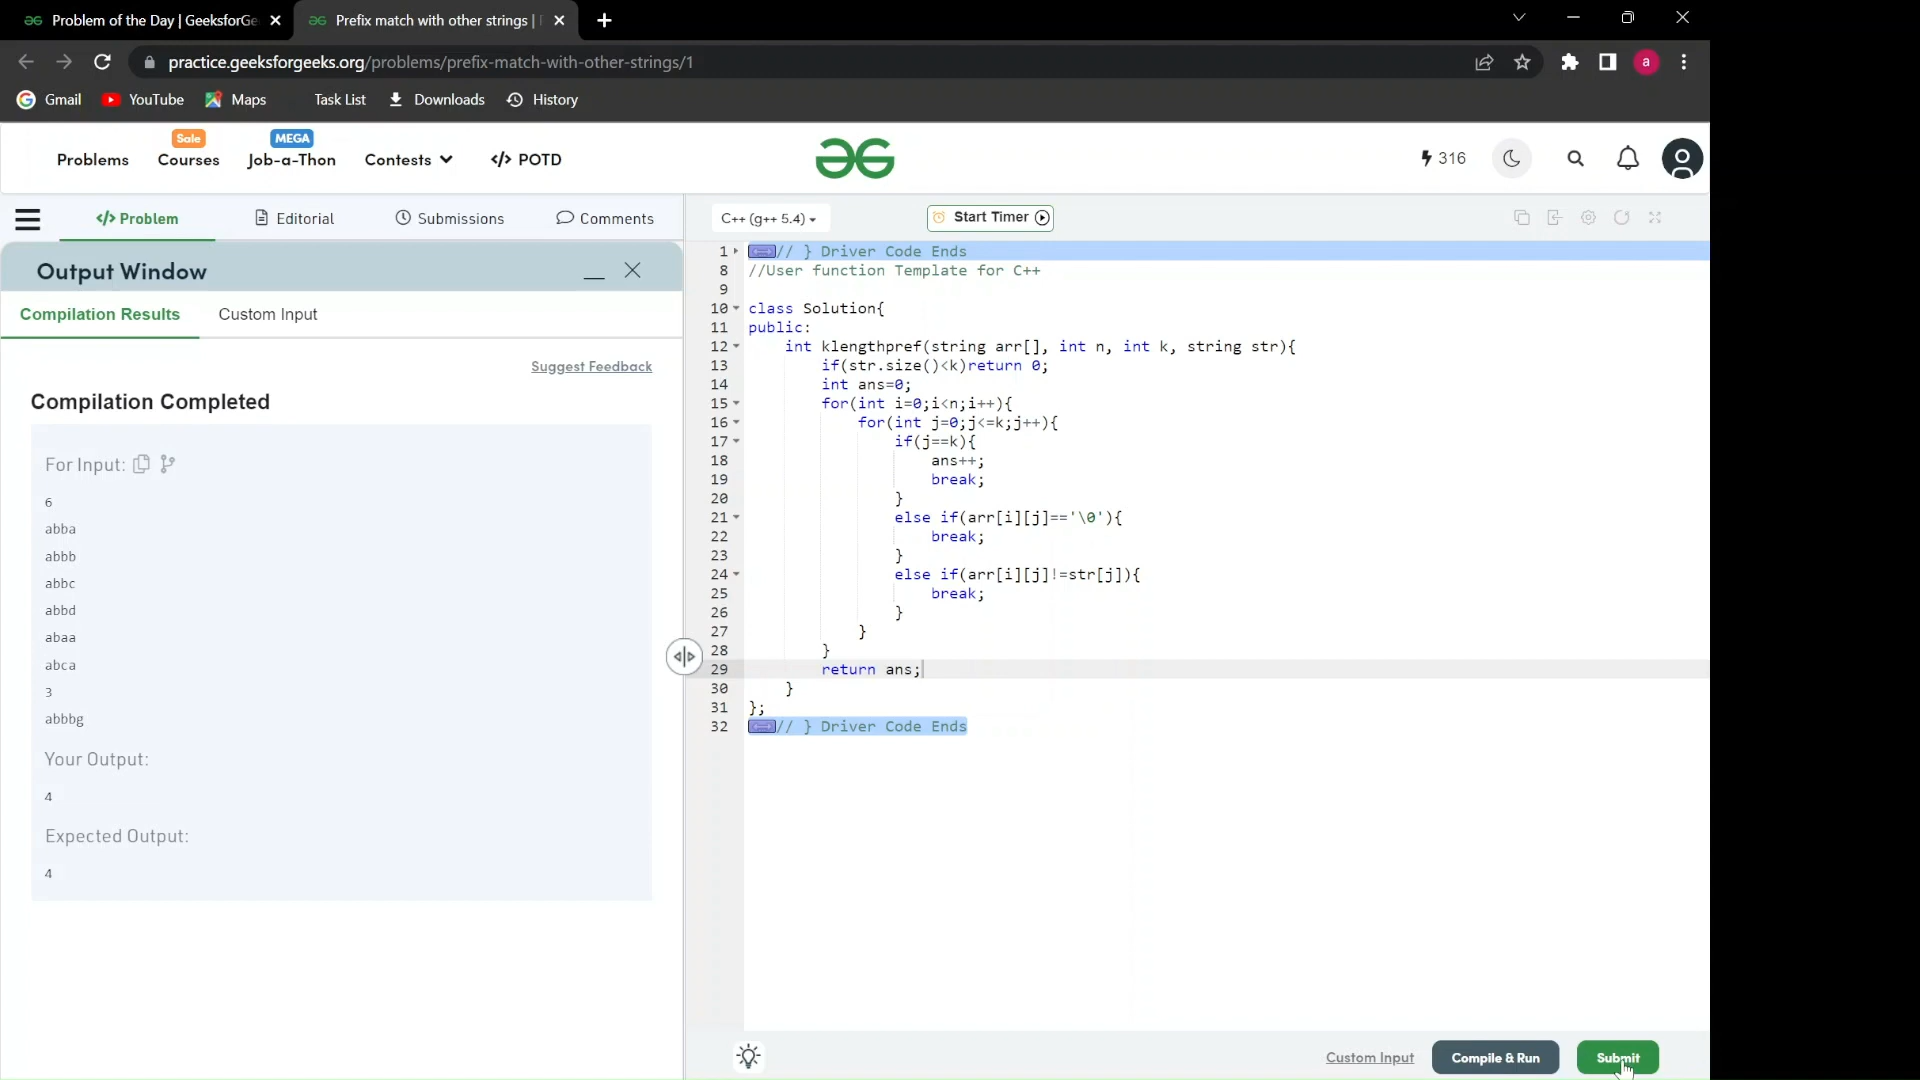 Problem of the Day | GeeksforGe
Prefix match with other strings |
practice.geeksforgeeks.org/problems/prefix-match-with-other-strings/1
a
Gmail YouTube Maps Task List Downloads History
Sale MEGA
Problems Courses Job-a-Thon Contests </> POTD
316
</> Problem Editorial Submissions Comments
C++ (g++ 5.4) Start Timer
Output Window
Compilation Results Custom Input
Suggest Feedback
Compilation Completed
For Input:
6
abba
abbb
abbc
abbd
abaa
abca
3
abbbg
Your Output:
4
Expected Output:
4
1 // } Driver Code Ends
8 //User function Template for C++
9
10 class Solution{
11 public:
12 int klengthpref(string arr[], int n, int k, string str){
13 if(str.size()<k)return 0;
14 int ans=0;
15 for(int i=0;i<n;i++){
16 for(int j=0;j<=k;j++){
17 if(j==k){
18 ans++;
19 break;
20 }
21 else if(arr[i][j]=='\0'){
22 break;
23 }
24 else if(arr[i][j]!=str[j]){
25 break;
26 }
27 }
28 }
29 return ans;
30 }
31 };
32 // } Driver Code Ends
Custom Input Compile & Run Submit